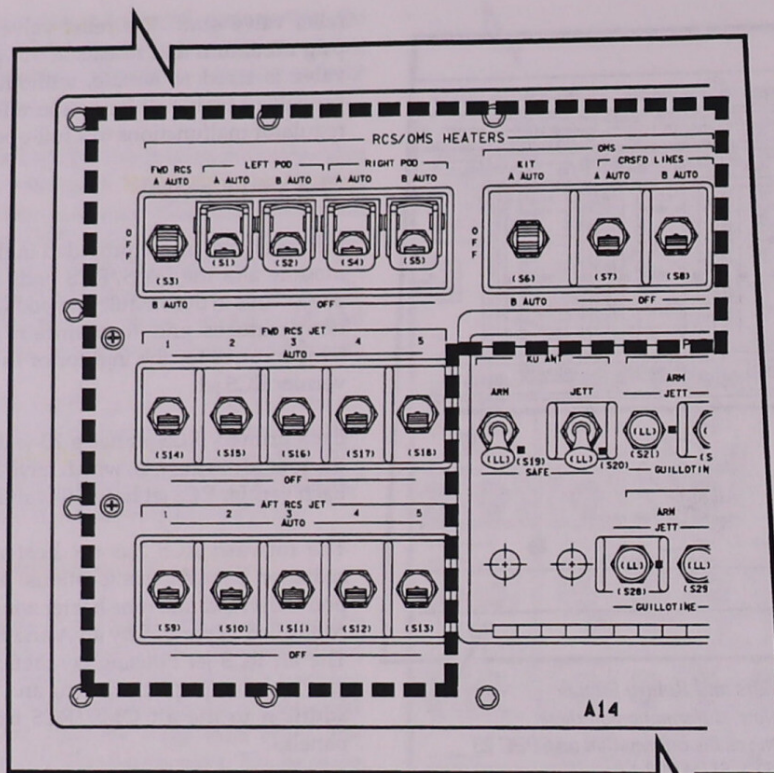 RCS/OMS HEATERS
OMS
FWD RCS
LEFT POD
RIGHT POD
KIT
CRSFD LINES
A AUTO
A AUTO
B AUTO
A AUTO
B AUTO
A AUTO
A AUTO
B AUTO
OFF
(S3)
(S1)
(S2)
(S4)
(S5)
OFF
(S6)
(S7)
(S8)
B AUTO
OFF
B AUTO
OFF
FWD RCS JET
1 2 3 4 5
AUTO
(S14)
(S15)
(S16)
(S17)
(S18)
OFF
KU ANT
ARM
JETT
ARM
JETT
(LL)
(S19)
(LL)
(S20)
(LL)
(S21)
SAFE
AFT RCS JET
1 2 3 4 5
AUTO
(S9)
(S10)
(S11)
(S12)
(S13)
OFF
ARM
JETT
(LL)
(LL)
(S28)
GUILLOTINE
A14